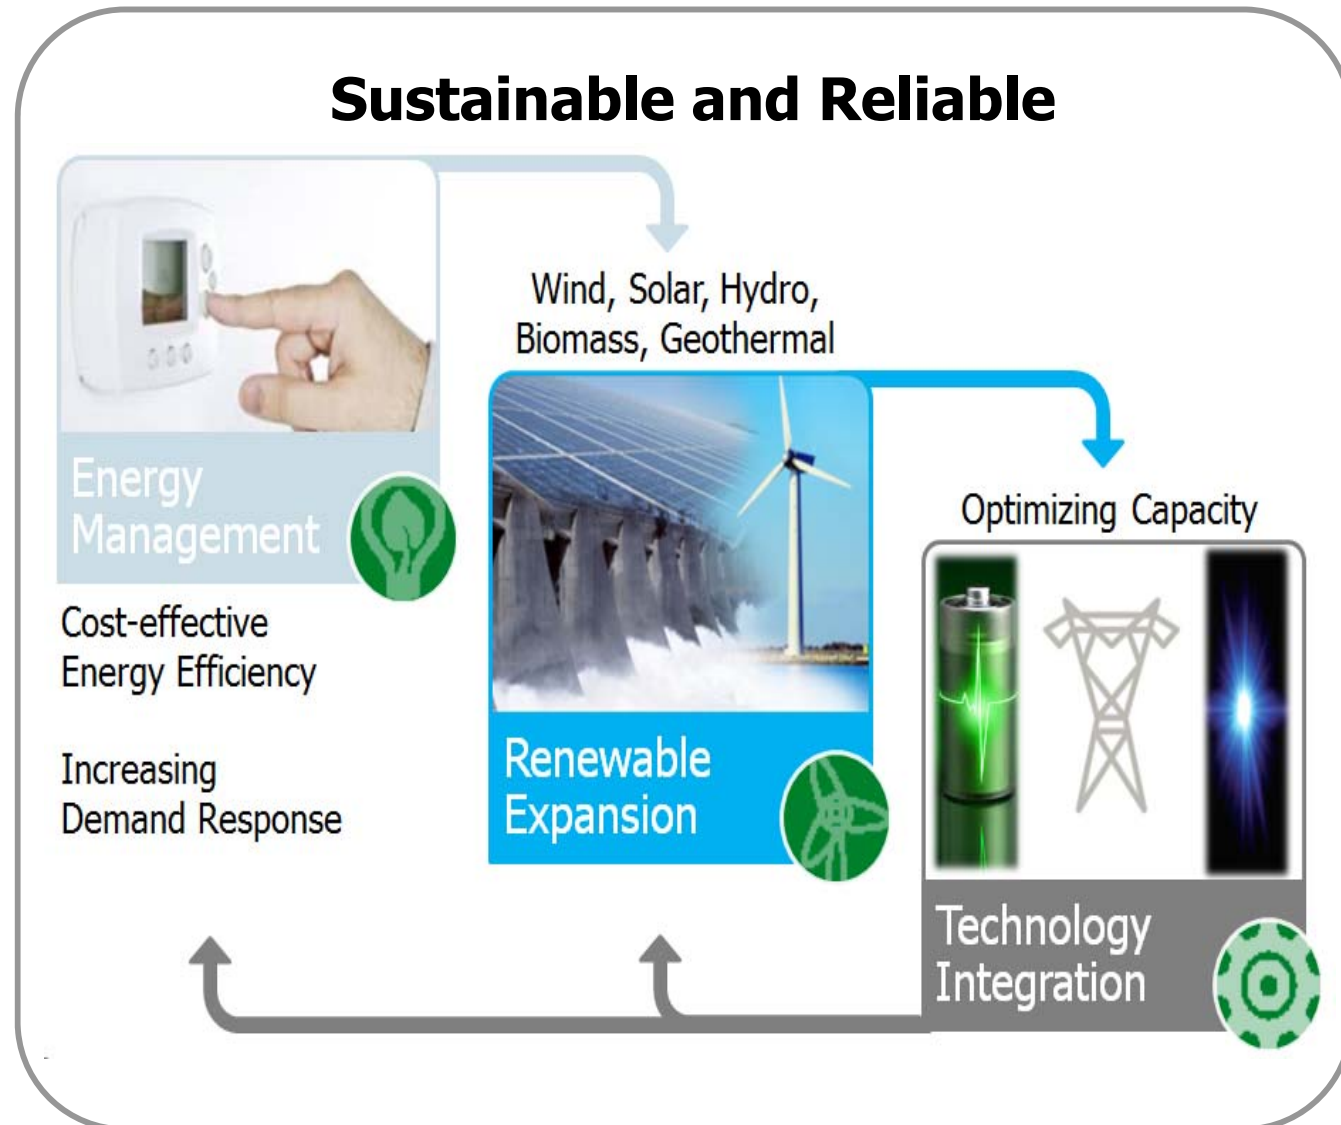 Sustainable and Reliable
Energy
Management
Cost-effective
Energy Efficiency
Increasing
Demand Response
Wind, Solar, Hydro,
Biomass, Geothermal
Renewable
Expansion
Optimizing Capacity
Technology
Integration